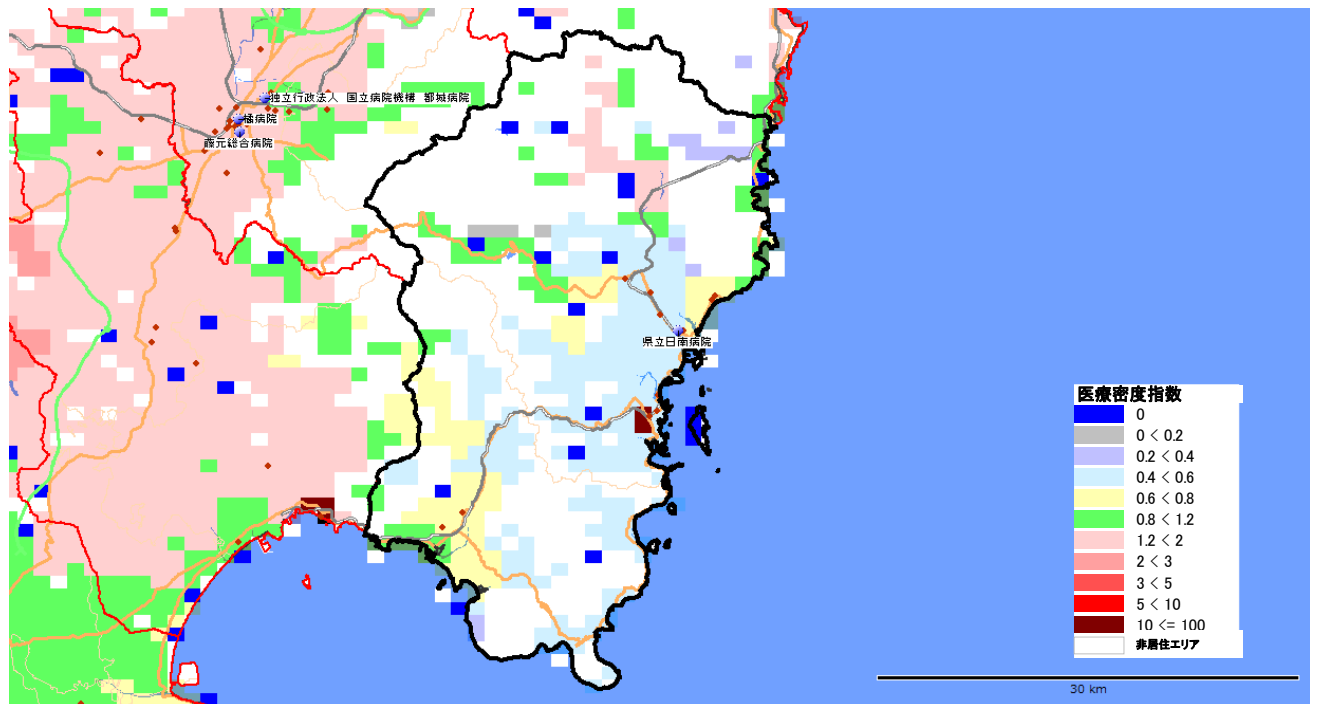 独立行政法人 国立病院機構 都城病院
橘病院
藤元総合病院
県立日南病院
医療密度指数
0
0 < 0.2
0.2 < 0.4
0.4 < 0.6
0.6 < 0.8
0.8 < 1.2
1.2 < 2
2 < 3
3 < 5
5 < 10
10 <= 100
非居住エリア
30 km